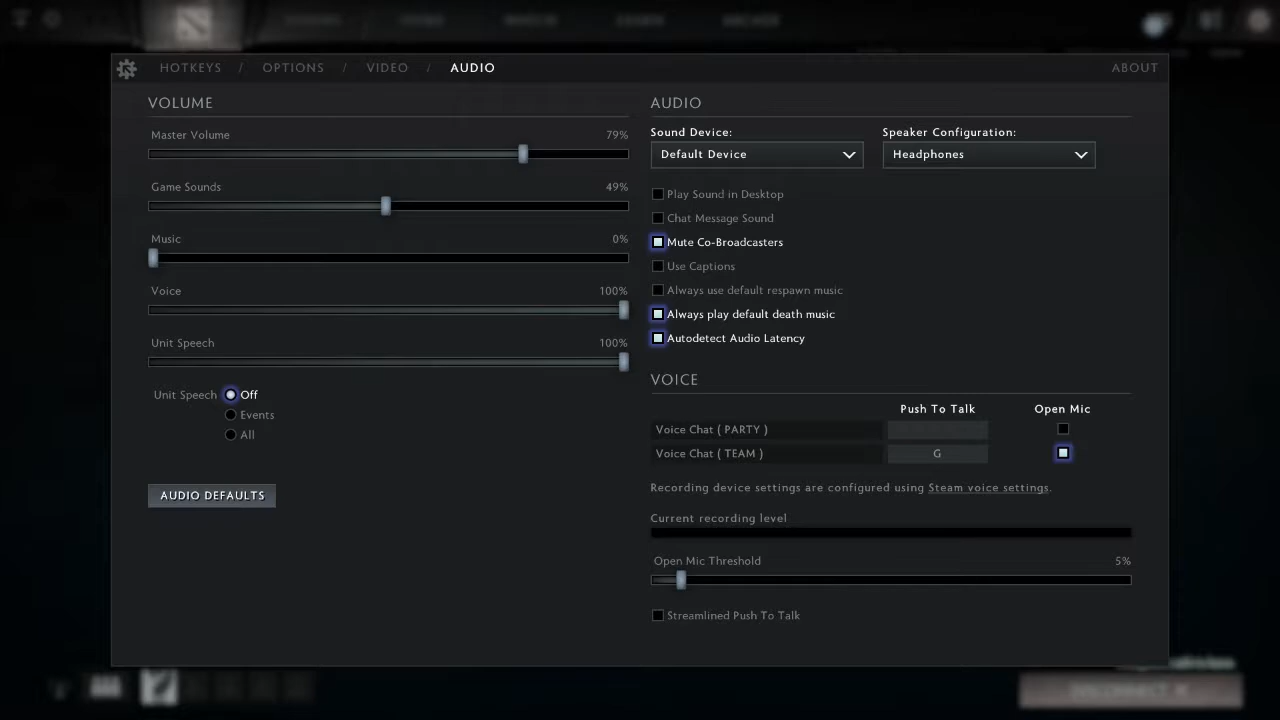 HOTKEYS / OPTIONS / VIDEO / AUDIO
ABOUT
VOLUME
Master Volume 79%
Game Sounds 49%
Music 0%
Voice 100%
Unit Speech 100%
Unit Speech Off
Events
All
AUDIO DEFAULTS
AUDIO
Sound Device: Speaker Configuration:
Default Device Headphones
Play Sound in Desktop
Chat Message Sound
Mute Co-Broadcasters
Use Captions
Always use default respawn music
Always play default death music
Autodetect Audio Latency
VOICE
Push To Talk Open Mic
Voice Chat ( PARTY )
Voice Chat ( TEAM ) G
Recording device settings are configured using Steam voice settings.
Current recording level
Open Mic Threshold 5%
Streamlined Push To Talk